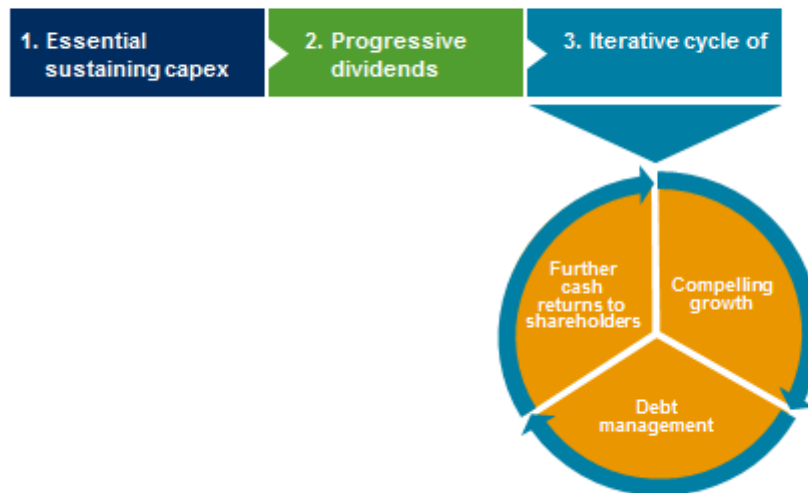 1. Essential
sustaining capex
2. Progressive
dividends
3. Iterative cycle of
Further
cash
returns to
shareholders
Compelling
growth
Debt
management